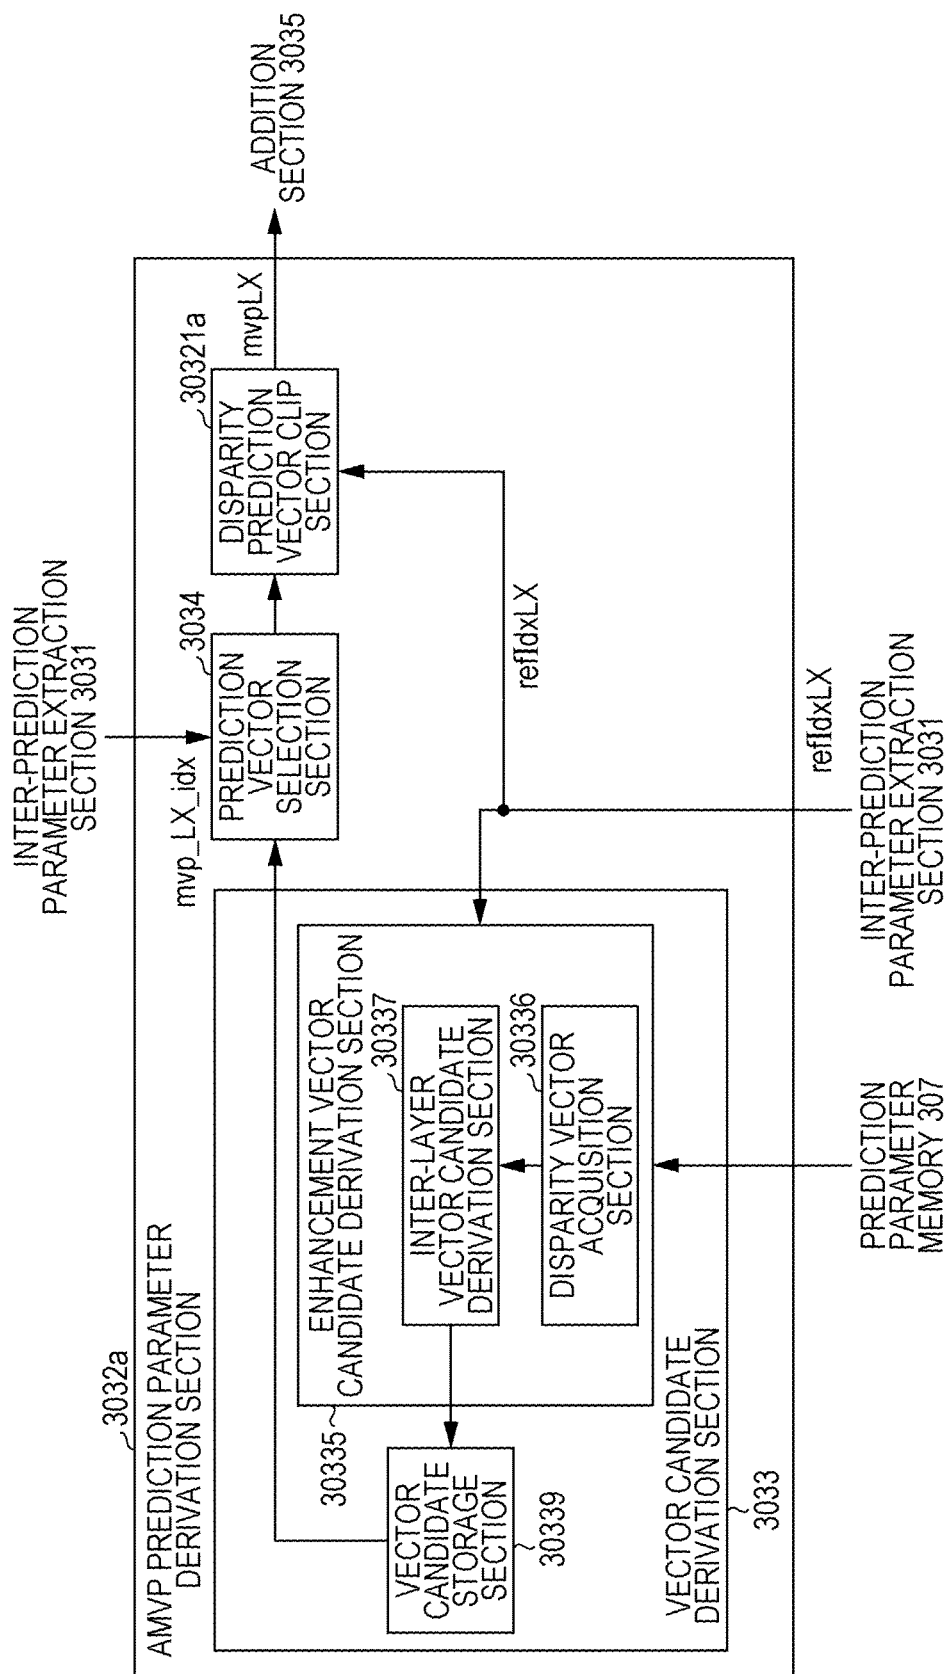 3032a
AMVP PREDICTION PARAMETER
DERIVATION SECTION
INTER-PREDICTION
PARAMETER EXTRACTION
SECTION 3031
mvp_LX_idx
3034
PREDICTION
VECTOR
SELECTION
SECTION
30321a
DISPARITY
PREDICTION
VECTOR CLIP
SECTION
mvpLX
ADDITION
SECTION 3035
30335
ENHANCEMENT VECTOR
CANDIDATE DERIVATION SECTION
30337
INTER-LAYER
VECTOR CANDIDATE
DERIVATION SECTION
30336
DISPARITY VECTOR
ACQUISITION
SECTION
VECTOR
CANDIDATE
STORAGE
SECTION
30339
VECTOR CANDIDATE
DERIVATION SECTION
3033
refIdxLX
refIdxLX
PREDICTION
PARAMETER
MEMORY 307
INTER-PREDICTION
PARAMETER EXTRACTION
SECTION 3031